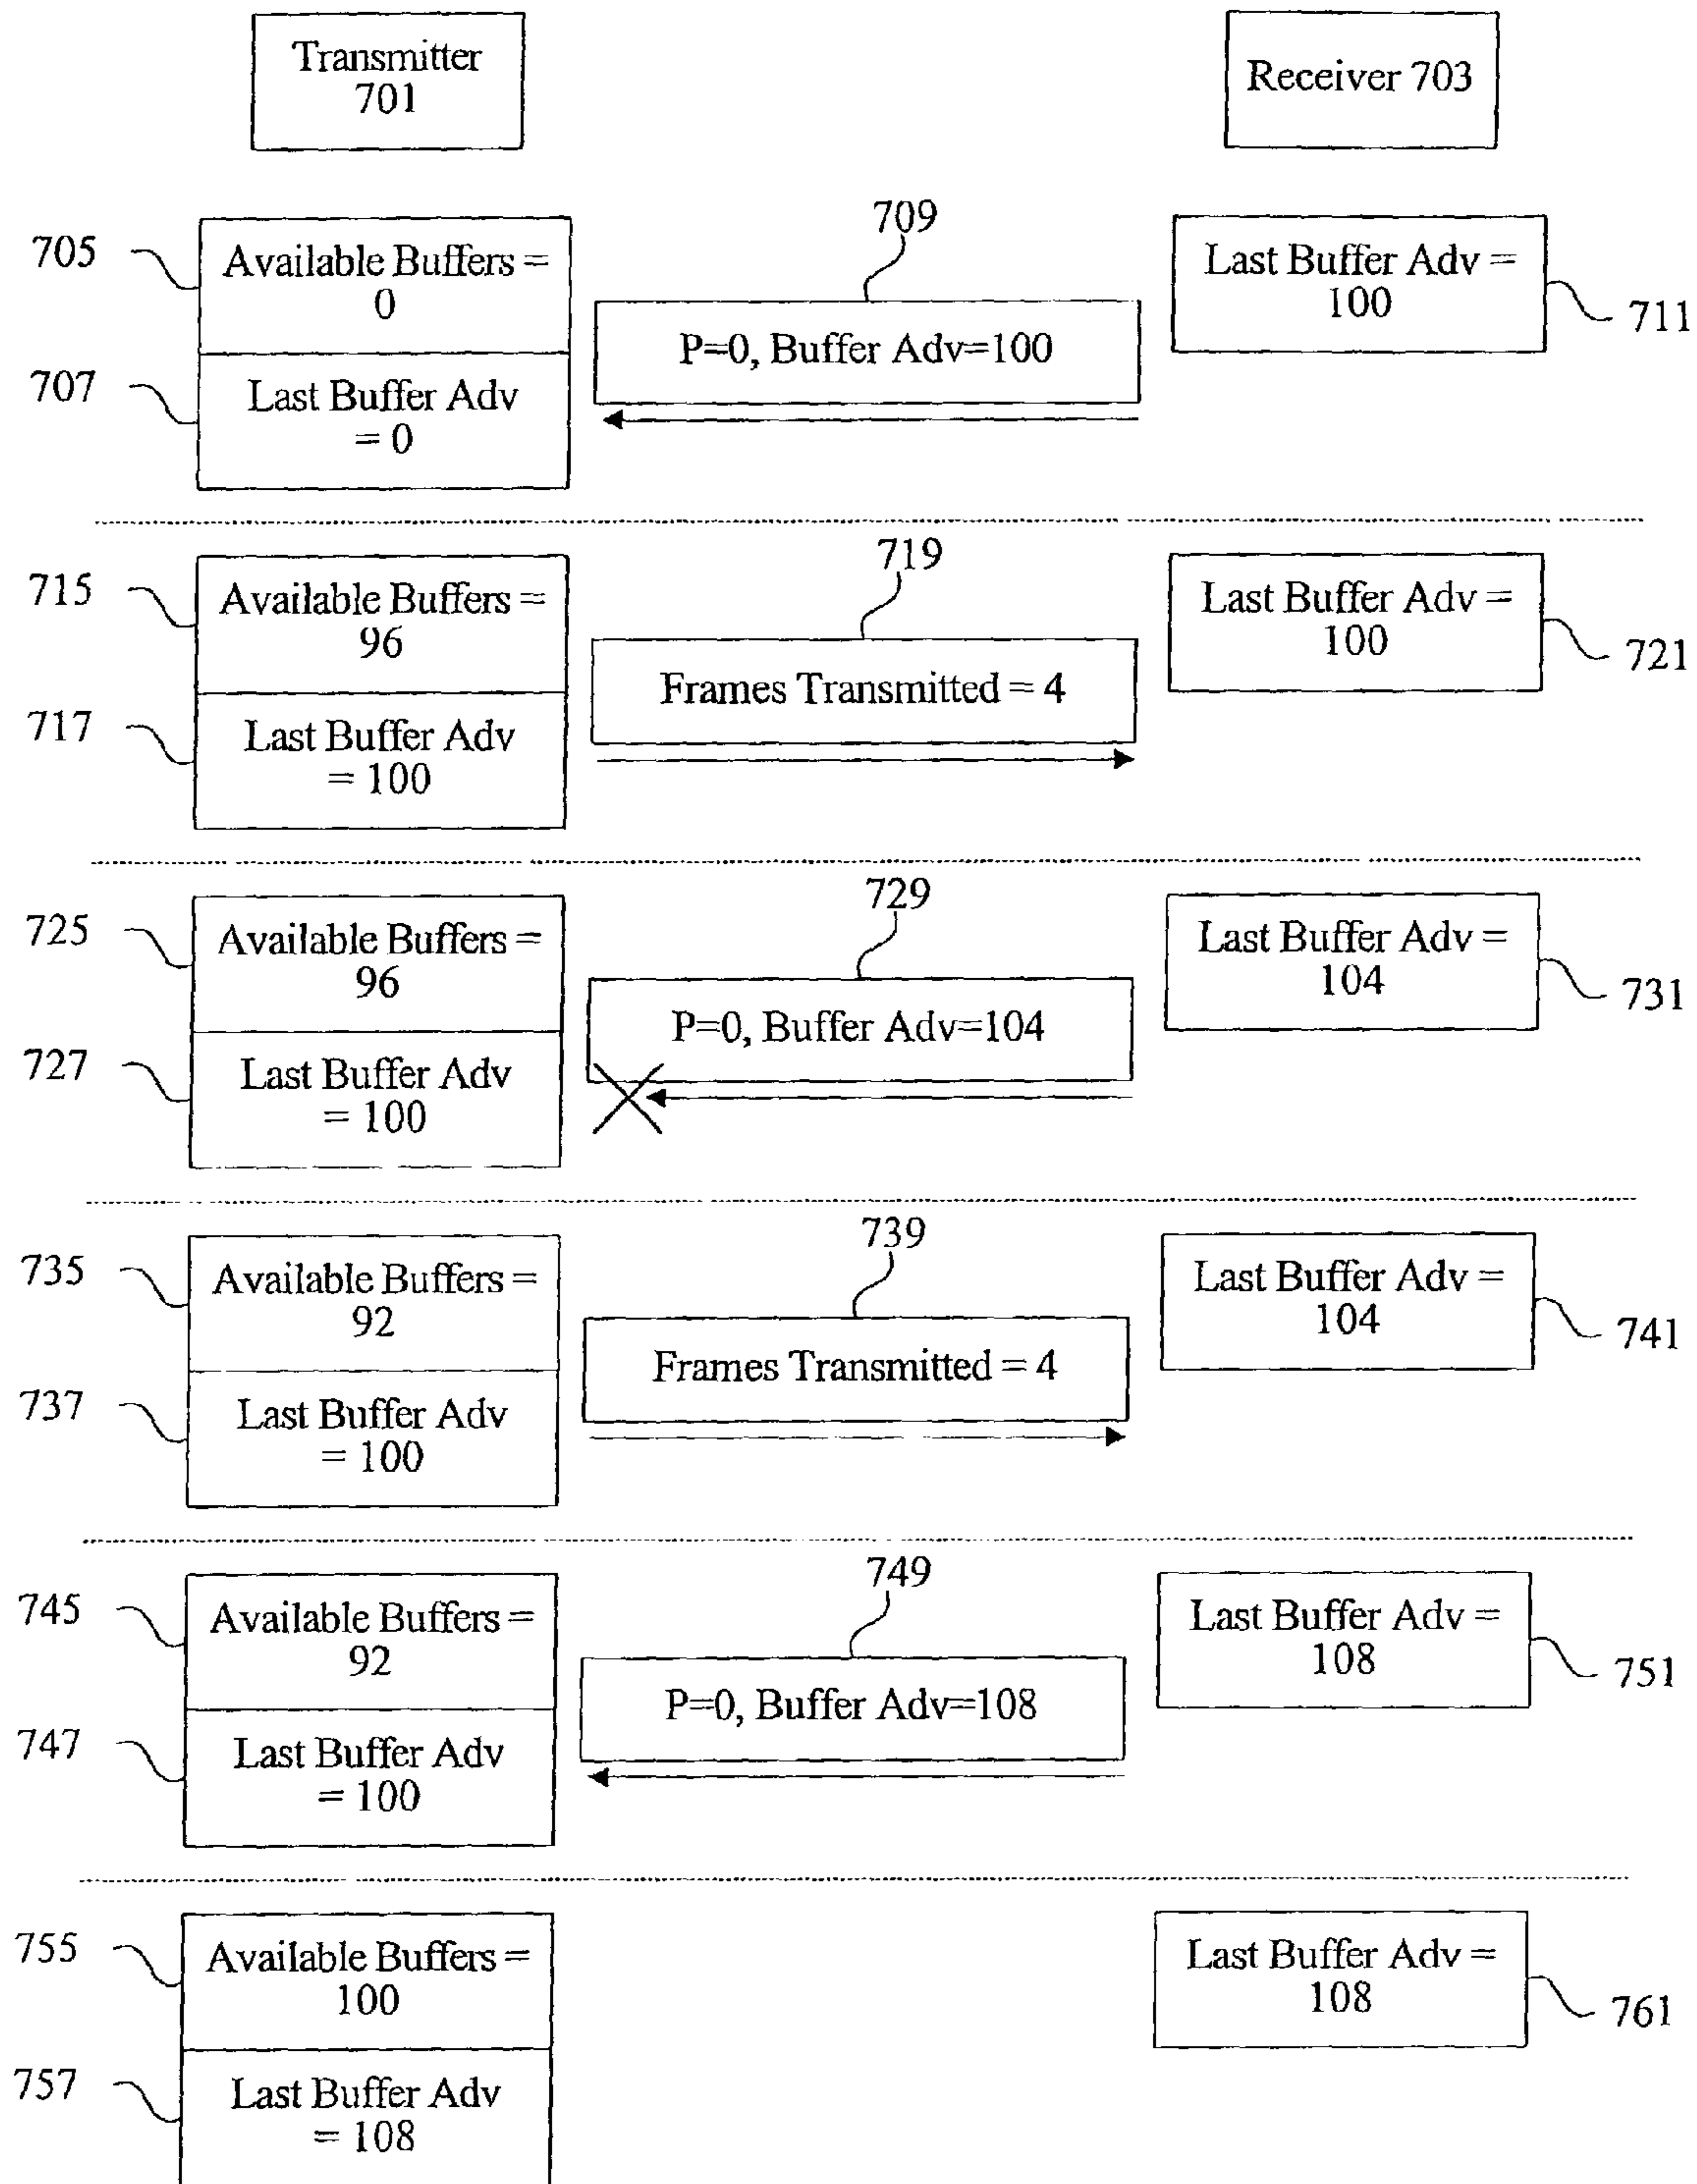 Transmitter
701
Receiver 703
705
Available Buffers =
0
707
Last Buffer Adv
= 0
709
P=0, Buffer Adv=100
Last Buffer Adv =
100
711
715
Available Buffers =
96
717
Last Buffer Adv
= 100
719
Frames Transmitted = 4
Last Buffer Adv =
100
721
725
Available Buffers =
96
727
Last Buffer Adv
= 100
729
P=0, Buffer Adv=104
Last Buffer Adv =
104
731
735
Available Buffers =
92
737
Last Buffer Adv
= 100
739
Frames Transmitted = 4
Last Buffer Adv =
104
741
745
Available Buffers =
92
747
Last Buffer Adv
= 100
749
P=0, Buffer Adv=108
Last Buffer Adv =
108
751
755
Available Buffers =
100
757
Last Buffer Adv
= 108
Last Buffer Adv =
108
761